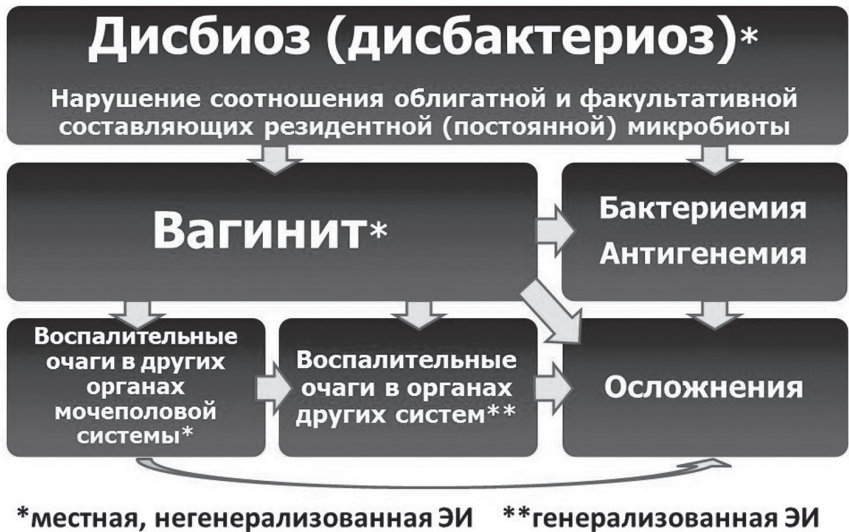 Дисбиоз (дисбактериоз)*
Нарушение соотношения облигатной и факультативной
составляющих резидентной (постоянной) микробиоты
Вагинит*
Бактериемия
Антигенемия
Воспалительные
очаги в других
органах
мочеполовой
системы*
Воспалительные
очаги в органах
других систем**
Осложнения
*местная, негенерализованная ЭИ **генерализованная ЭИ